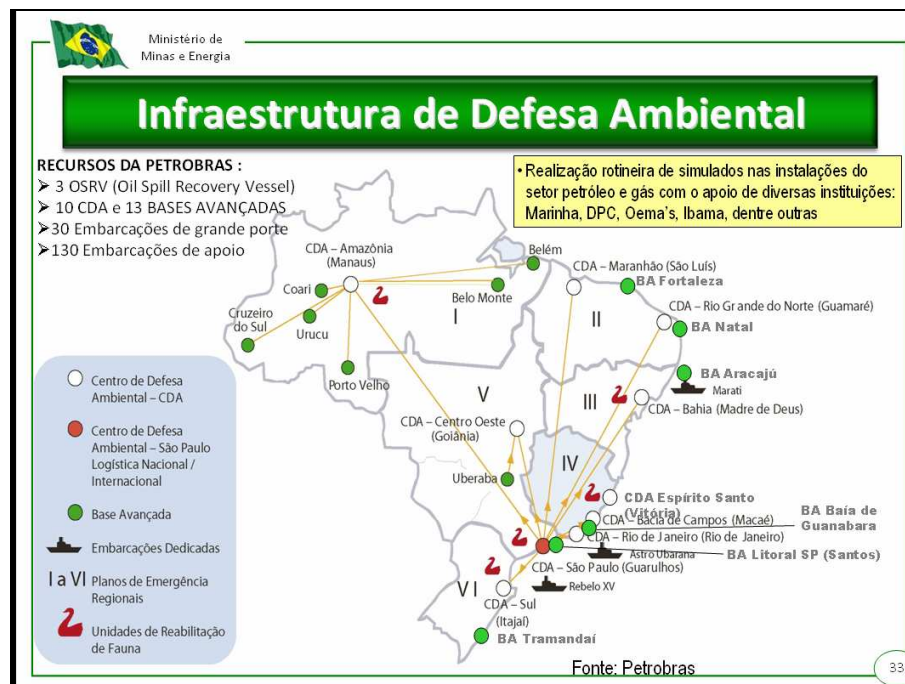 Ministério de
Minas e Energia
Infraestrutura de Defesa Ambiental
RECURSOS DA PETROBRAS :
➢ 3 OSRV (Oil Spill Recovery Vessel)
➢ 10 CDA e 13 BASES AVANÇADAS
➢30 Embarcações de grande porte
➢130 Embarcações de apoio
• Realização rotineira de simulados nas instalações do
setor petróleo e gás com o apoio de diversas instituições:
Marinha, DPC, Oema's, Ibama, dentre outras
CDA – Amazônia
(Manaus)
Belém
CDA – Maranhão (São Luís)
BA Fortaleza
Coari
Belo Monte
CDA – Rio Grande do Norte (Guamaré)
Cruzeiro
do Sul
Urucu
I
II
BA Natal
Porto Velho
BA Aracajú
Marati
V
III
CDA – Bahia (Madre de Deus)
CDA – Centro Oeste
(Goiânia)
IV
Uberaba
CDA Espírito Santo
(Vitória)
CDA – Bacia de Campos (Macaé)
BA Baía de
Guanabara
CDA – Rio de Janeiro (Rio de Janeiro)
Astro Ubarana
BA Litoral SP (Santos)
CDA – São Paulo (Guarulhos)
Rebelo XV
VI
CDA – Sul
(Itajaí)
BA Tramandaí
Centro de Defesa
Ambiental – CDA
Centro de Defesa
Ambiental – São Paulo
Logística Nacional /
Internacional
Base Avançada
Embarcações Dedicadas
I a VI Planos de Emergência
Regionais
Unidades de Reabilitação
de Fauna
Fonte: Petrobras
33